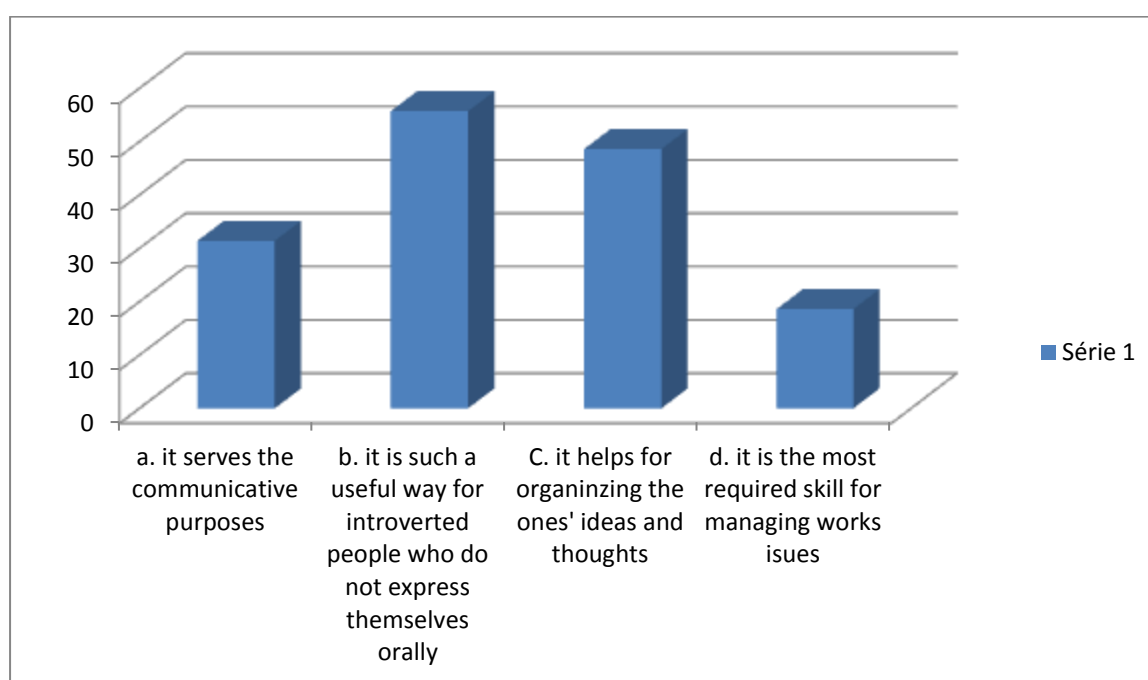 60
50
40
30
20
10
0
a. it serves the
communicative
purposes
b. it is such a
useful way for
introverted
people who do
not express
themselves
orally
C. it helps for
organinzing the
ones' ideas and
thoughts
d. it is the most
required skill for
managing works
isues
Série 1